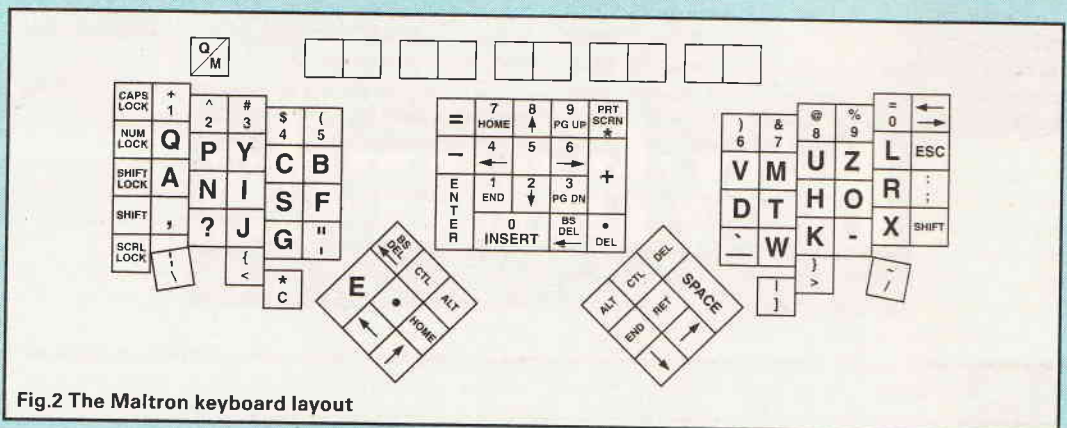 Q/M
CAPS LOCK + 1 ^ 2 # 3 $ 4 ( 5
NUM LOCK Q P Y C B
SHIFT LOCK A N I S F
SHIFT , ? J G " '
SCRL LOCK ¦ \ { < * C
BS DEL CTL ALT
E • HOME
← ↑
= 7 HOME 8 ↑ 9 PG UP PRT SCRN *
− 4 ← 5 6 → +
ENTER 1 END 2 ↓ 3 PG DN
0 INSERT BS DEL ← • DEL
DEL SPACE
CTL RET →
ALT END ↓
) 6 & 7 @ 8 % 9 = 0 ← →
V M U Z L ESC
D T H O R : ;
` _ W K - X SHIFT
| ] } > ~ /
Fig.2 The Maltron keyboard layout